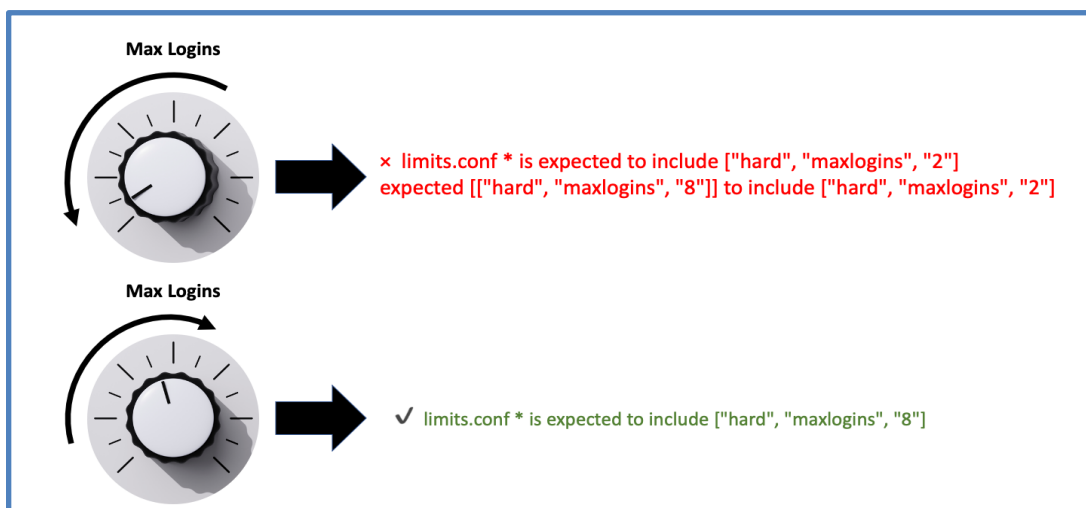 Max Logins
× limits.conf * is expected to include ["hard", "maxlogins", "2"]
expected [["hard", "maxlogins", "8"]] to include ["hard", "maxlogins", "2"]
Max Logins
✓ limits.conf * is expected to include ["hard", "maxlogins", "8"]